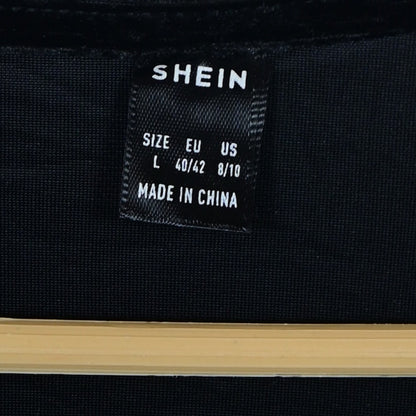 SHEIN
SIZE EU US
L 40/42 8/10
MADE IN CHINA